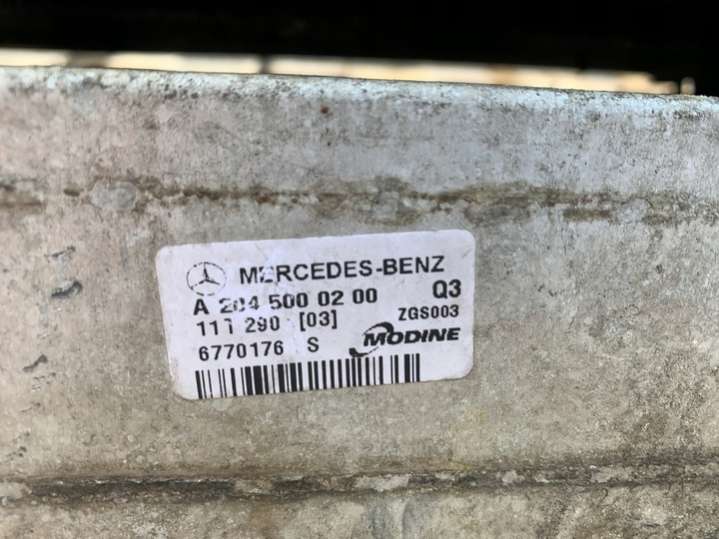 MERCEDES-BENZ
A 204 500 02 00 Q3
111 290 [03] ZGS003
6770176 S MODINE